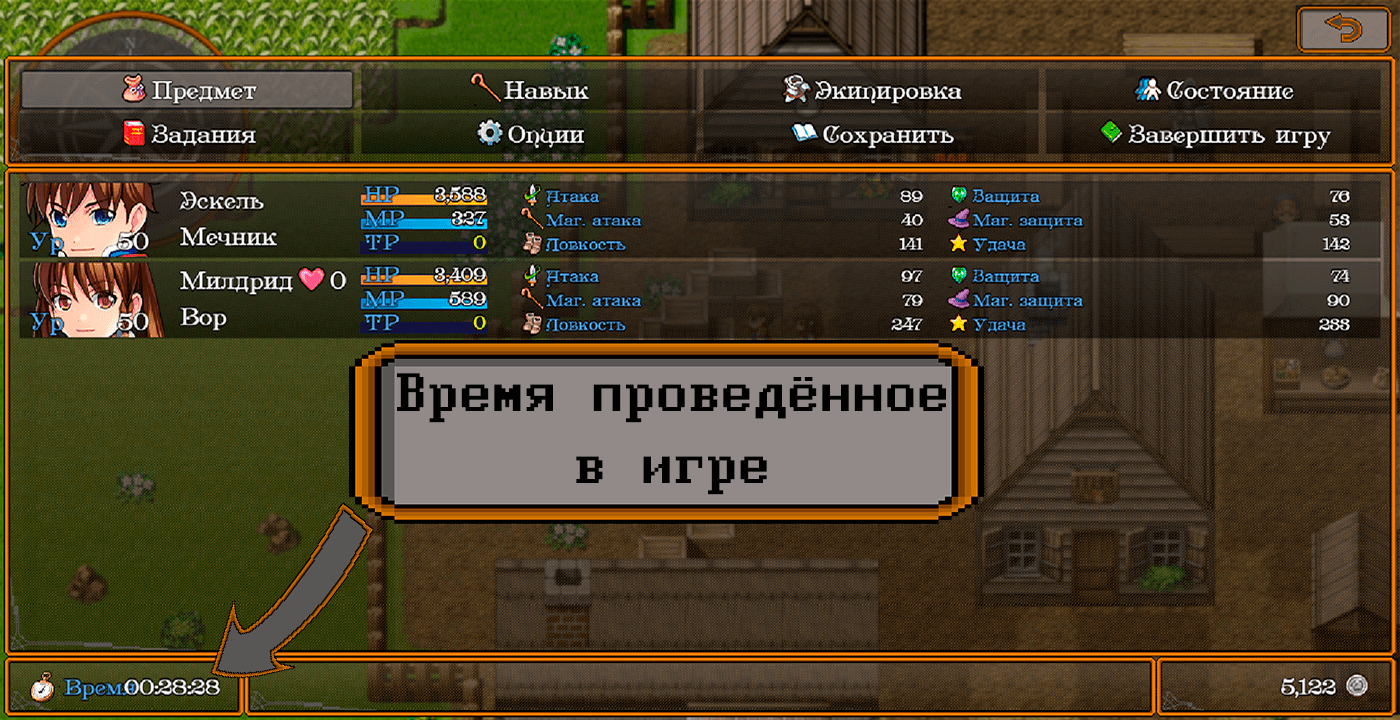 Предмет Навык Экипировка Состояние
Задания Опции Сохранить Завершить игру
Эскель HP 3,588 Атака 89 Защита 76
MP 327 Маг. атака 40 Маг. защита 53
Ур 50 Мечник TP 0 Ловкость 141 Удача 142
Милдрид 0 HP 3,409 Атака 97 Защита 74
MP 589 Маг. атака 79 Маг. защита 90
Ур 50 Вор TP 0 Ловкость 247 Удача 288
Время проведённое
в игре
Время 00:28:28 5,122